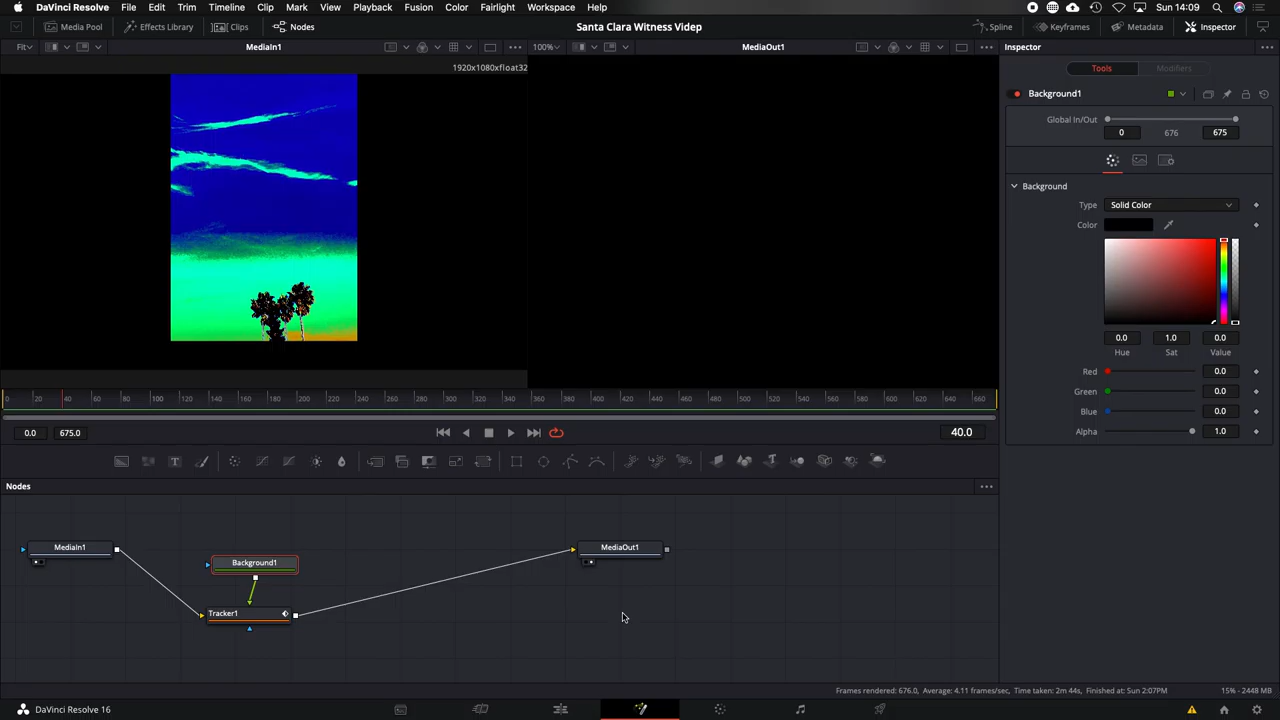 DaVinci Resolve File Edit Trim Timeline Clip Mark View Playback Fusion Color Fairlight Workspace Help Sun 14:09
Media Pool Effects Library Clips Nodes Santa Clara Witness Videp Spline Keyframes Metadata Inspector
Fit MediaIn1 100% MediaOut1 Inspector
1920x1080xfloat32
Tools Modifiers
Background1
Global In/Out
0 676 675
Background
Type Solid Color
Color
0.0 1.0 0.0
Hue Sat Value
Red 0.0
Green 0.0
Blue 0.0
Alpha 1.0
0 20 40 60 80 100 120 140 160 180 200 220 240 260 280 300 320 340 360 380 400 420 440 460 480 500 520 540 560 580 600 620 640 660
0.0 675.0 40.0
Nodes
MediaIn1
Background1
MediaOut1
Tracker1
Frames rendered: 676.0, Average: 4.11 frames/sec, Time taken: 2m 44s, Finished at: Sun 2:07PM 15% - 2448 MB
DaVinci Resolve 16